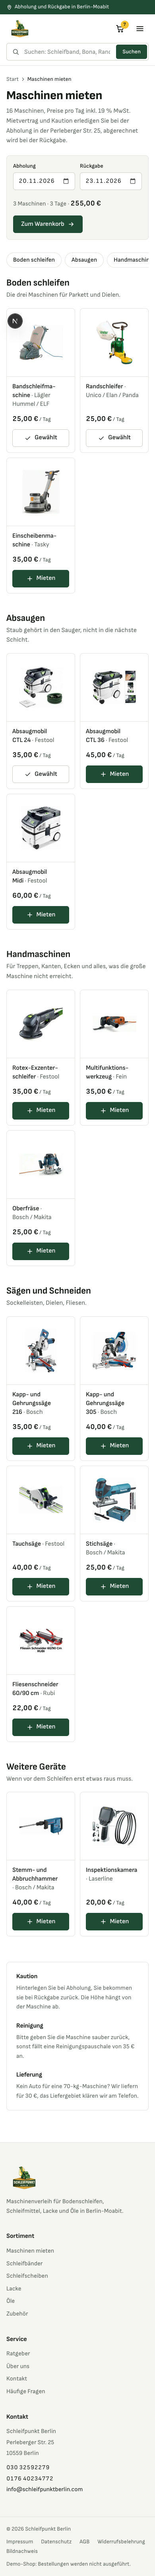 Abholung und Rückgabe in Berlin-Moabit
SCHLEIFPUNKT
7
Suchen: Schleifband, Bona, Rand
Suchen
Start > Maschinen mieten
Maschinen mieten
16 Maschinen, Preise pro Tag inkl. 19 % MwSt.
Mietvertrag und Kaution erledigen Sie bei der
Abholung in der Perleberger Str. 25, abgerechnet
wird bei der Rückgabe.
Abholung
Rückgabe
20.11.2026
23.11.2026
3 Maschinen · 3 Tage · 255,00 €
Zum Warenkorb →
Boden schleifen
Absaugen
Handmaschin
Boden schleifen
Die drei Maschinen für Parkett und Dielen.
N
Bandschleifma-
schine · Lägler
Hummel / ELF
25,00 € / Tag
Gewählt
Randschleifer ·
Unico / Elan / Panda
25,00 € / Tag
Gewählt
Einscheibenma-
schine · Tasky
35,00 € / Tag
+ Mieten
Absaugen
Staub gehört in den Sauger, nicht in die nächste
Schicht.
Absaugmobil
CTL 24 · Festool
35,00 € / Tag
Gewählt
Absaugmobil
CTL 36 · Festool
45,00 € / Tag
+ Mieten
Absaugmobil
Midi · Festool
60,00 € / Tag
+ Mieten
Handmaschinen
Für Treppen, Kanten, Ecken und alles, was die große
Maschine nicht erreicht.
Rotex-Exzenter-
schleifer · Festool
35,00 € / Tag
+ Mieten
Multifunktions-
werkzeug · Fein
35,00 € / Tag
+ Mieten
Oberfräse ·
Bosch / Makita
25,00 € / Tag
+ Mieten
Sägen und Schneiden
Sockelleisten, Dielen, Fliesen.
Kapp- und
Gehrungssäge
216 · Bosch
35,00 € / Tag
+ Mieten
Kapp- und
Gehrungssäge
305 · Bosch
40,00 € / Tag
+ Mieten
Tauchsäge · Festool
40,00 € / Tag
+ Mieten
Stichsäge ·
Bosch / Makita
25,00 € / Tag
+ Mieten
Fliesenschneider
60/90 cm · Rubi
22,00 € / Tag
+ Mieten
Weitere Geräte
Wenn vor dem Schleifen erst etwas raus muss.
Stemm- und
Abbruchhammer
· Bosch / Makita
40,00 € / Tag
+ Mieten
Inspektionskamera
· Laserline
20,00 € / Tag
+ Mieten
Kaution
Hinterlegen Sie bei Abholung, Sie bekommen
sie bei Rückgabe zurück. Die Höhe hängt von
der Maschine ab.
Reinigung
Bitte geben Sie die Maschine sauber zurück,
sonst fällt eine Reinigungspauschale von 35 €
an.
Lieferung
Kein Auto für eine 70-kg-Maschine? Wir liefern
für 30 €, das Liefergebiet klären wir am Telefon.
SCHLEIFPUNKT
Maschinenverleih für Bodenschleifen,
Schleifmittel, Lacke und Öle in Berlin-Moabit.
Sortiment
Maschinen mieten
Schleifbänder
Schleifscheiben
Lacke
Öle
Zubehör
Service
Ratgeber
Über uns
Kontakt
Häufige Fragen
Kontakt
Schleifpunkt Berlin
Perleberger Str. 25
10559 Berlin
030 32592279
0176 40234772
info@schleifpunktberlin.com
© 2026 Schleifpunkt Berlin
Impressum Datenschutz AGB Widerrufsbelehrung
Bildnachweis
Demo-Shop: Bestellungen werden nicht ausgeführt.